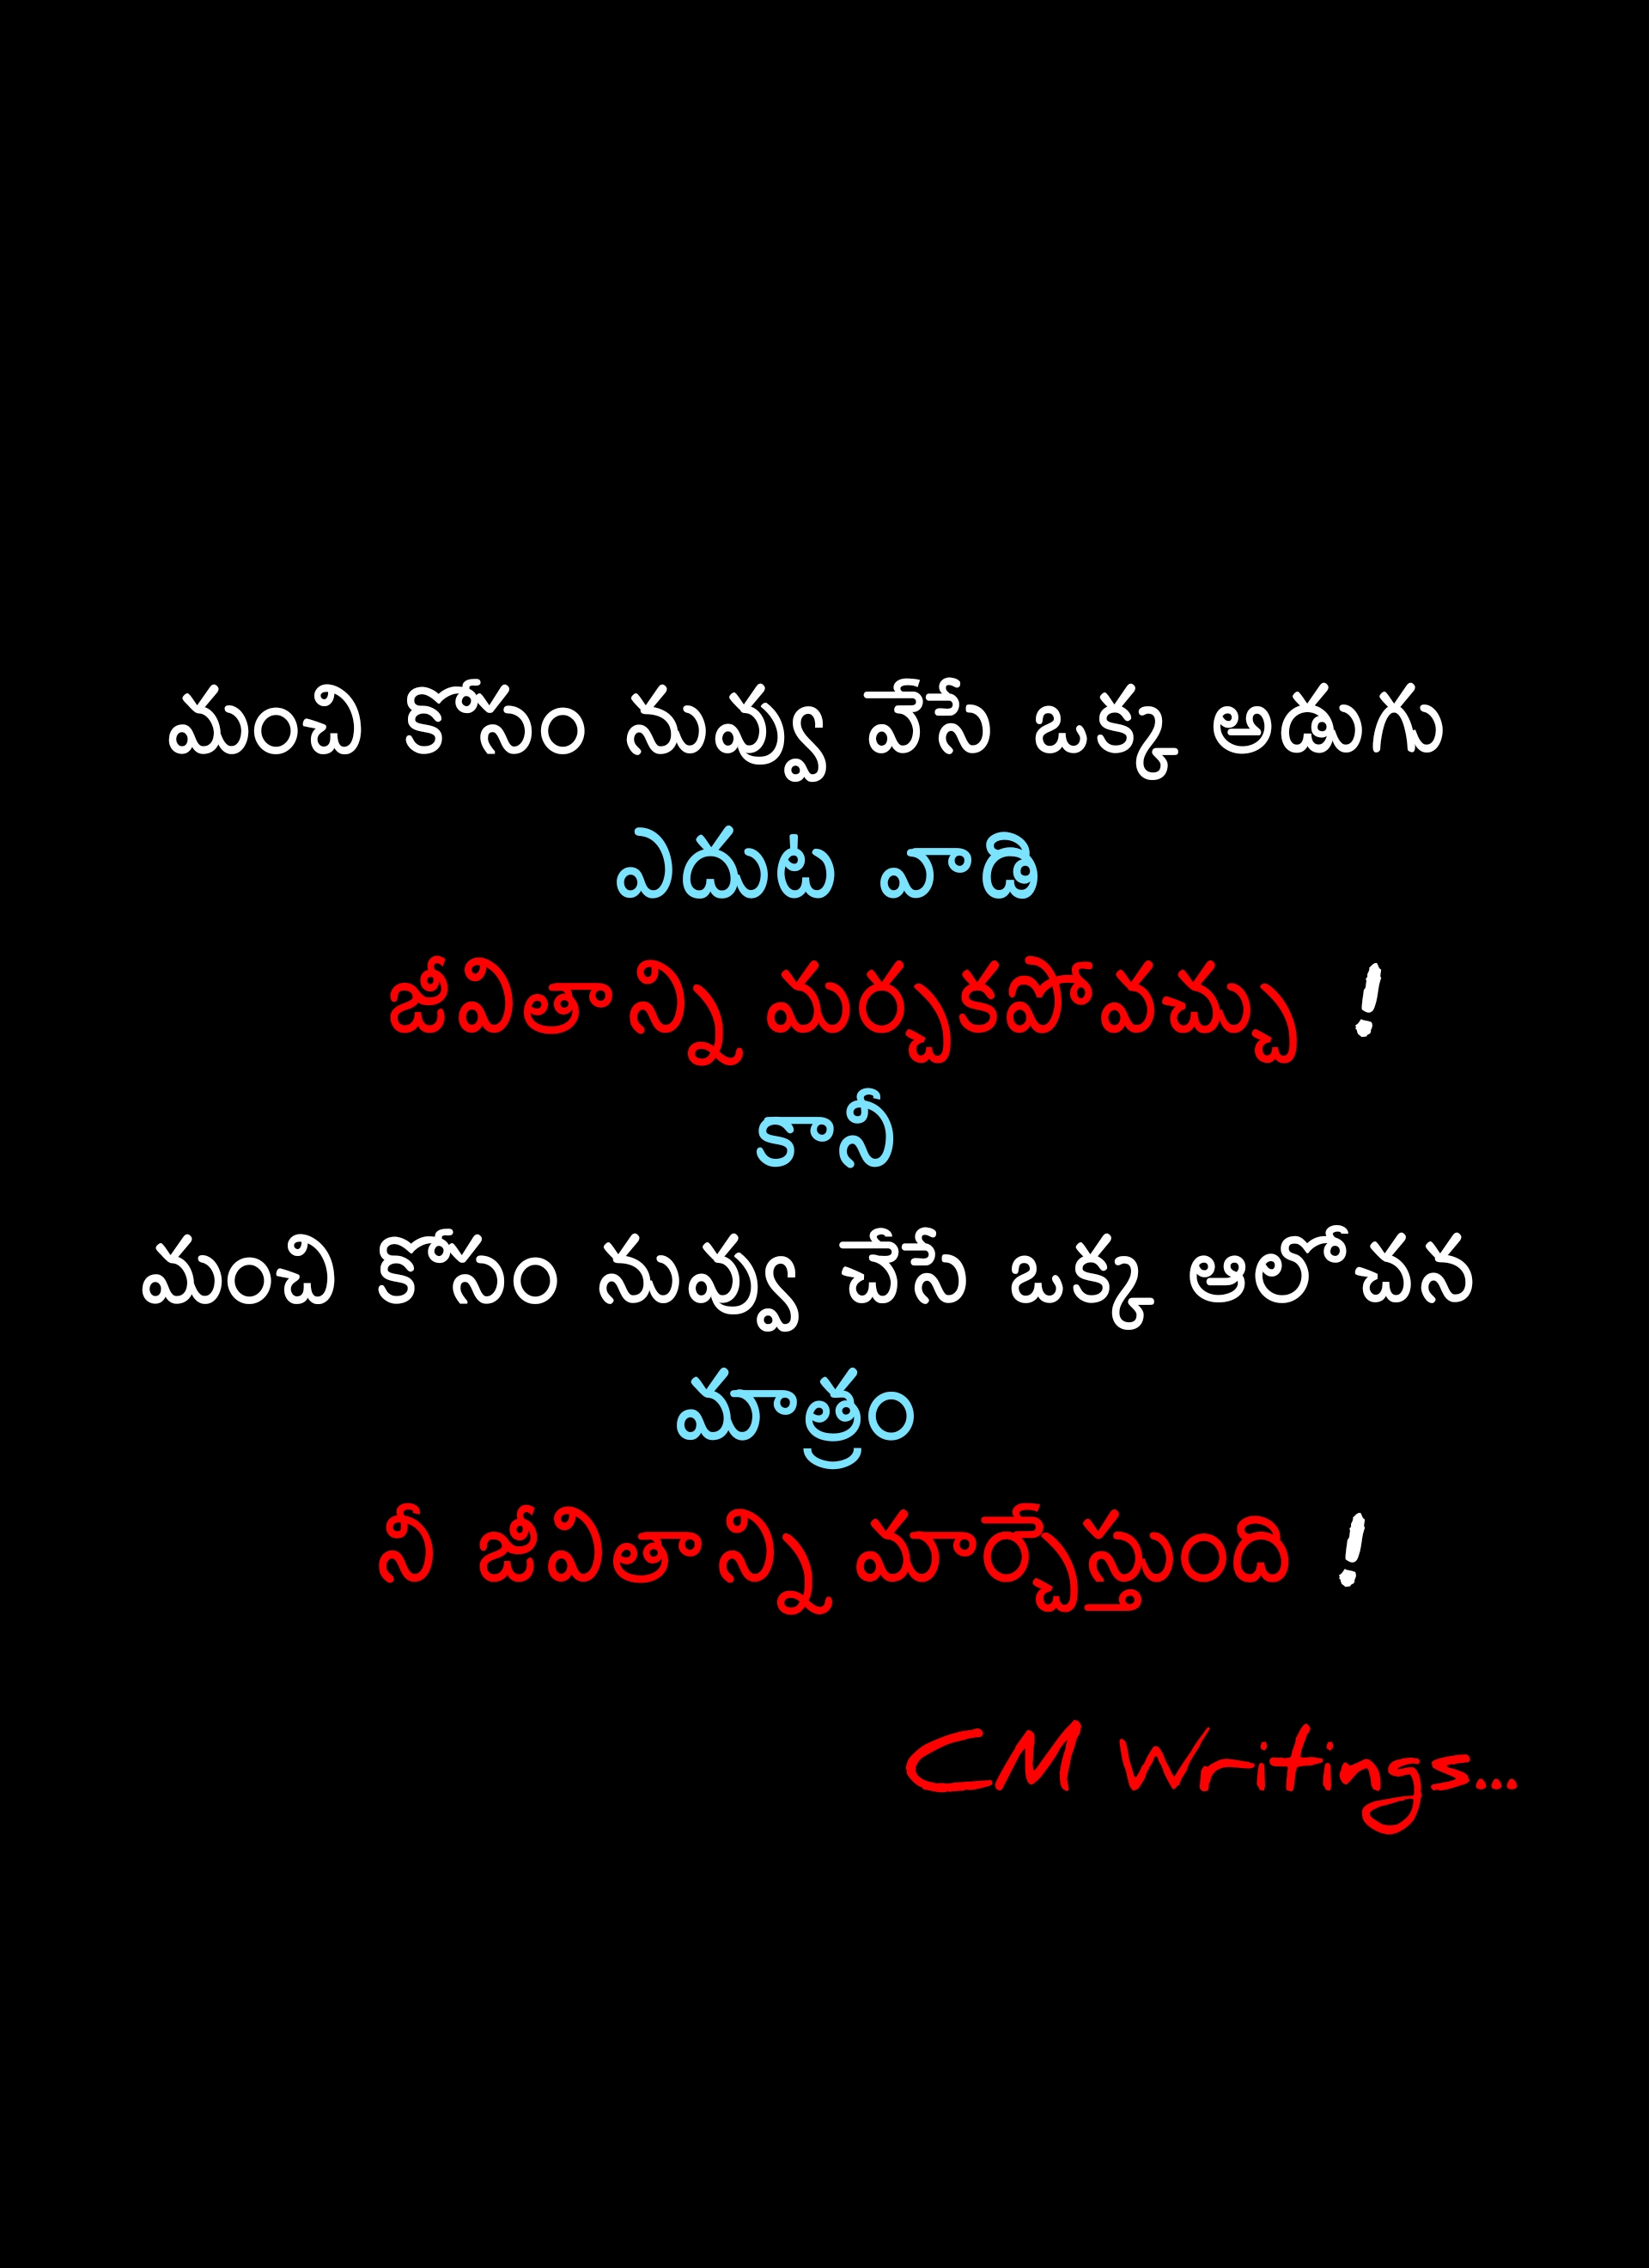 మంచి కోసం నువ్వు వేసే ఒక్క అడుగు
ఎదుట వాడి
జీవితాన్ని మర్చకపోవచ్చు !
కానీ
మంచి కోసం నువ్వు చేసే ఒక్క ఆలోచన
మాత్రం
నీ జీవితాన్ని మార్చేస్తుంది !
CM Writings...